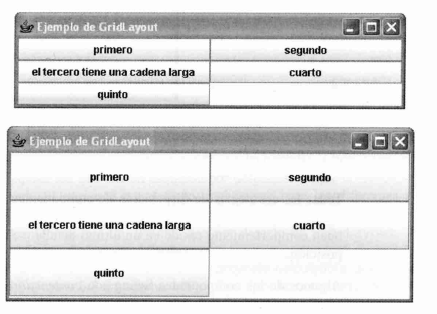 Ejemplo de GridLayout
primero segundo
el tercero tiene una cadena larga cuarto
quinto
Ejemplo de GridLayout
primero segundo
el tercero tiene una cadena larga cuarto
quinto